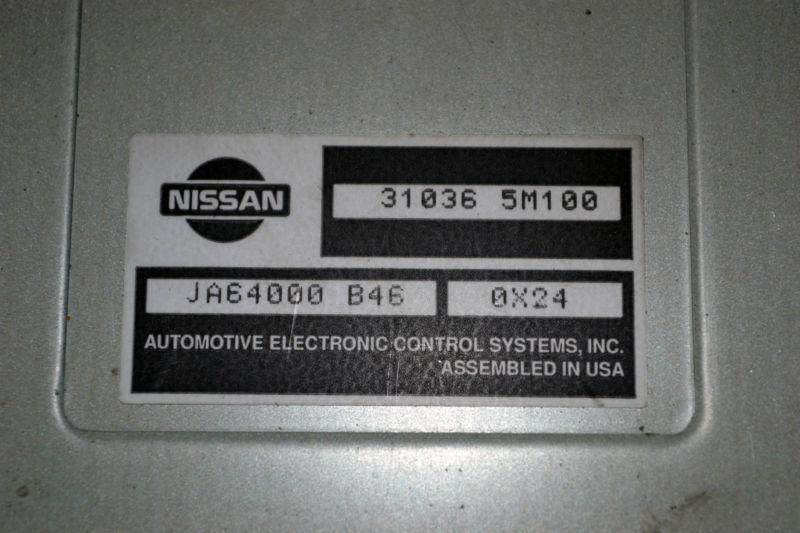 NISSAN
31036 5M100
JA64000 B46
0X24
AUTOMOTIVE ELECTRONIC CONTROL SYSTEMS, INC.
ASSEMBLED IN USA